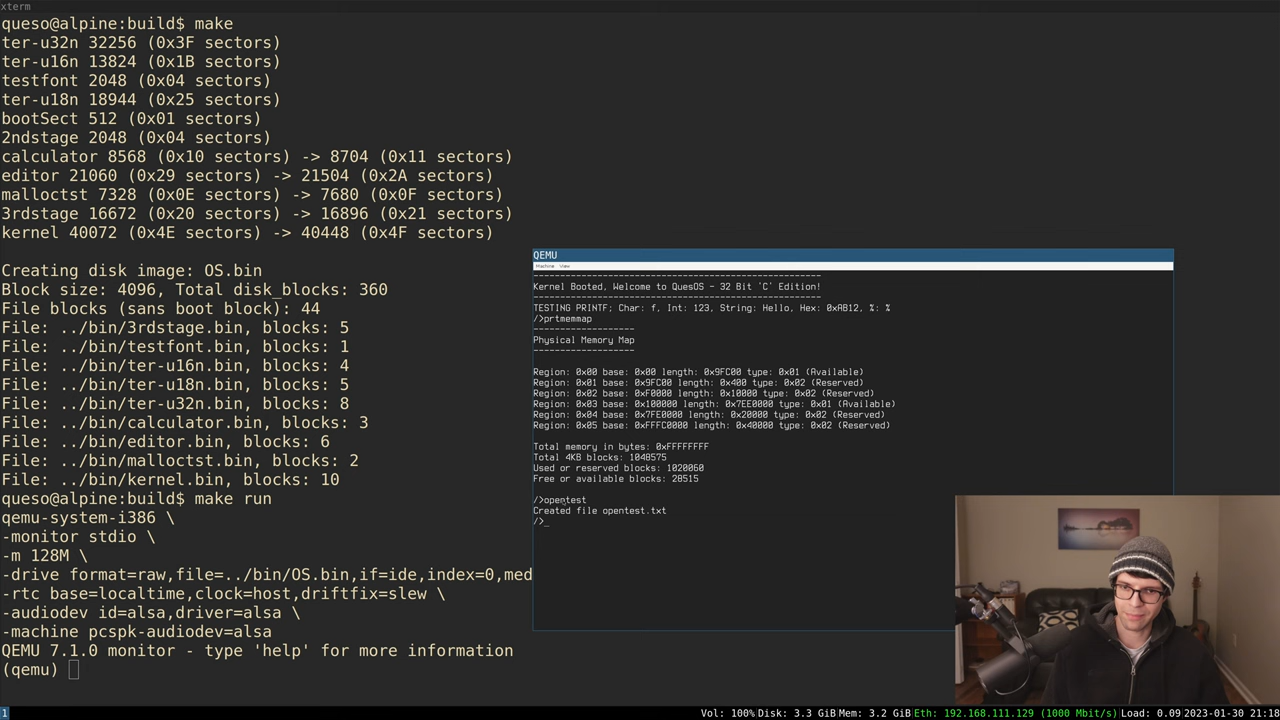 xterm
queso@alpine:build$ make
ter-u32n 32256 (0x3F sectors)
ter-u16n 13824 (0x1B sectors)
testfont 2048 (0x04 sectors)
ter-u18n 18944 (0x25 sectors)
bootSect 512 (0x01 sectors)
2ndstage 2048 (0x04 sectors)
calculator 8568 (0x10 sectors) -> 8704 (0x11 sectors)
editor 21060 (0x29 sectors) -> 21504 (0x2A sectors)
malloctst 7328 (0x0E sectors) -> 7680 (0x0F sectors)
3rdstage 16672 (0x20 sectors) -> 16896 (0x21 sectors)
kernel 40072 (0x4E sectors) -> 40448 (0x4F sectors)
Creating disk image: OS.bin
Block size: 4096, Total disk_blocks: 360
File blocks (sans boot block): 44
File: ../bin/3rdstage.bin, blocks: 5
File: ../bin/testfont.bin, blocks: 1
File: ../bin/ter-u16n.bin, blocks: 4
File: ../bin/ter-u18n.bin, blocks: 5
File: ../bin/ter-u32n.bin, blocks: 8
File: ../bin/calculator.bin, blocks: 3
File: ../bin/editor.bin, blocks: 6
File: ../bin/malloctst.bin, blocks: 2
File: ../bin/kernel.bin, blocks: 10
queso@alpine:build$ make run
qemu-system-i386 \
-monitor stdio \
-m 128M \
-drive format=raw,file=../bin/OS.bin,if=ide,index=0,med
-rtc base=localtime,clock=host,driftfix=slew \
-audiodev id=alsa,driver=alsa \
-machine pcspk-audiodev=alsa
QEMU 7.1.0 monitor - type 'help' for more information
(qemu)
QEMU
Machine View
------------------------------------------------------
Kernel Booted, Welcome to QuesOS - 32 Bit 'C' Edition!
------------------------------------------------------
TESTING PRINTF; Char: f, Int: 123, String: Hello, Hex: 0xAB12, %: %
/>prtmemmap
-------------------
Physical Memory Map
-------------------
Region: 0x00 base: 0x00 length: 0x9FC00 type: 0x01 (Available)
Region: 0x01 base: 0x9FC00 length: 0x400 type: 0x02 (Reserved)
Region: 0x02 base: 0xF0000 length: 0x10000 type: 0x02 (Reserved)
Region: 0x03 base: 0x100000 length: 0x7EE0000 type: 0x01 (Available)
Region: 0x04 base: 0x7FE0000 length: 0x20000 type: 0x02 (Reserved)
Region: 0x05 base: 0xFFFC0000 length: 0x40000 type: 0x02 (Reserved)
Total memory in bytes: 0xFFFFFFFF
Total 4KB blocks: 1048575
Used or reserved blocks: 1020060
Free or available blocks: 28515
/>opentest
Created file opentest.txt
/>_
1
Vol: 100% Disk: 3.3 GiB Mem: 3.2 GiB Eth: 192.168.111.129 (1000 Mbit/s) Load: 0.09 2023-01-30 21:18